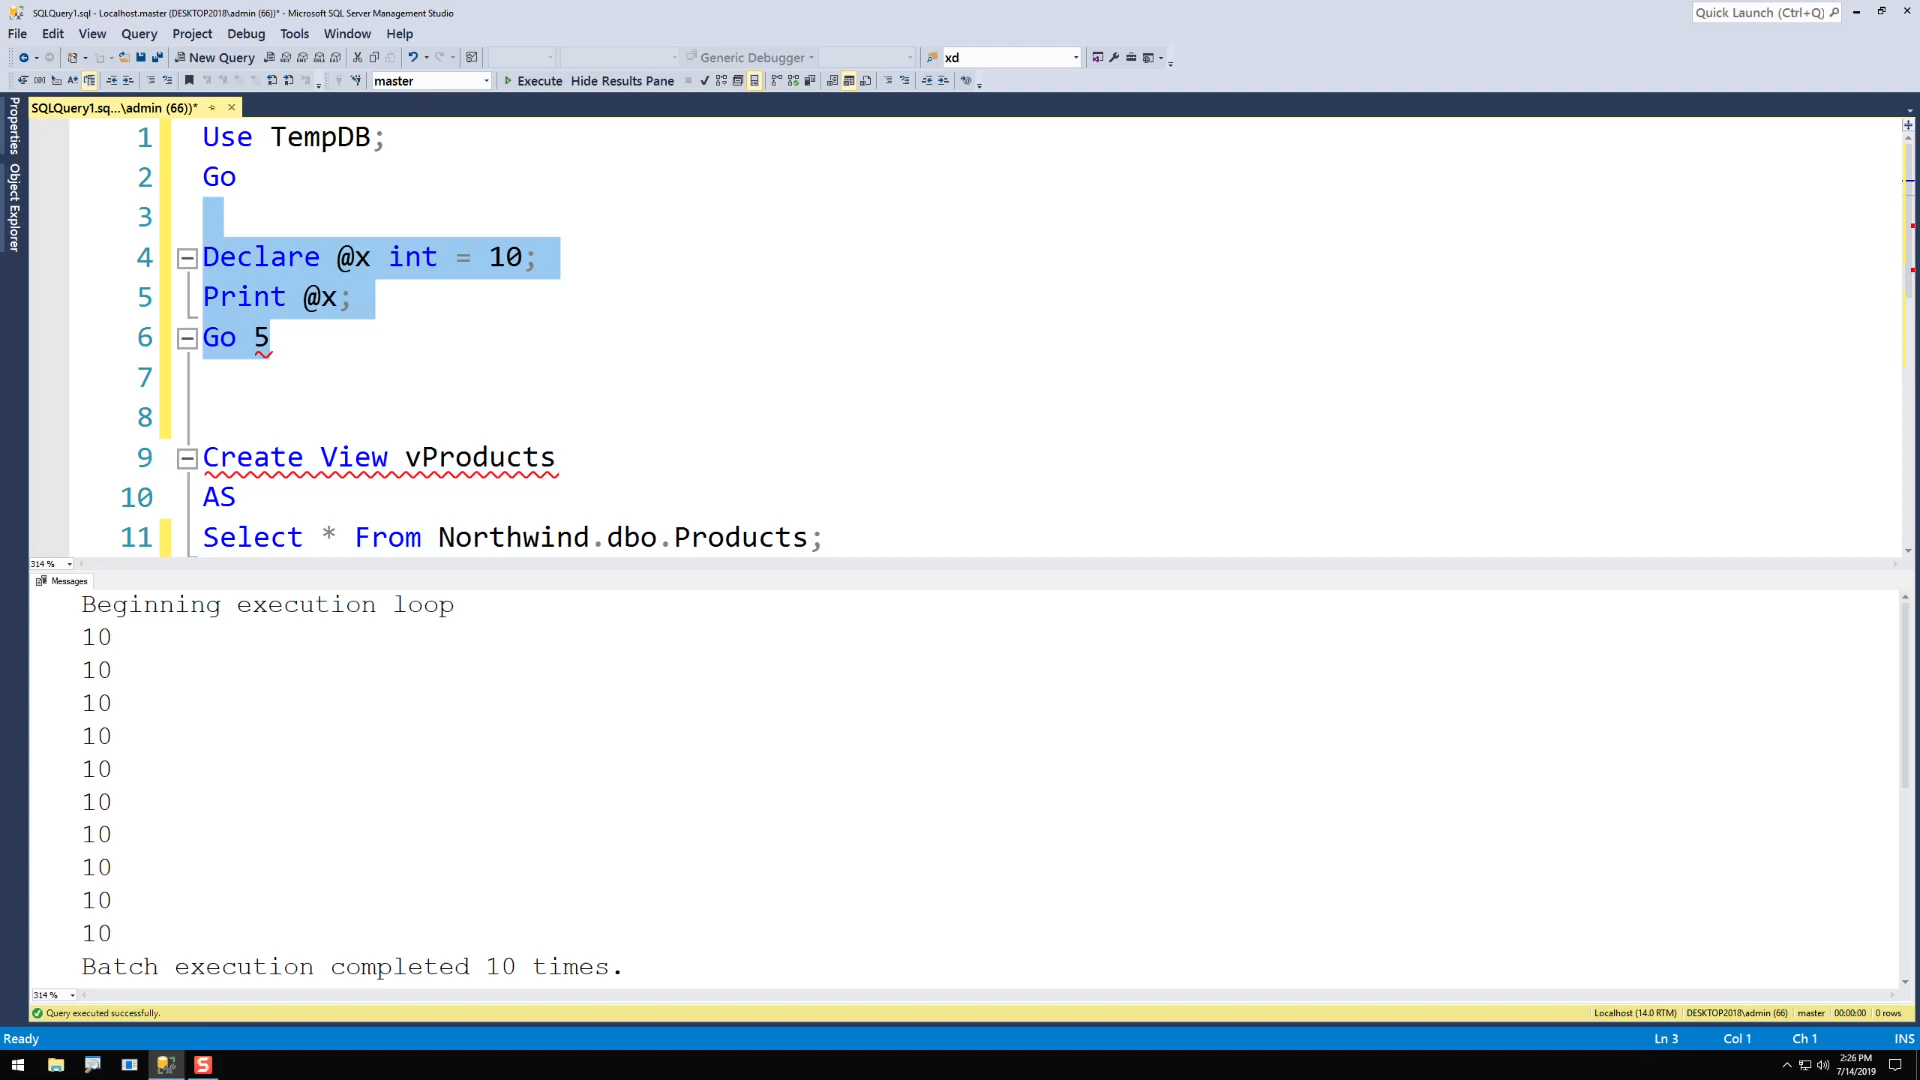 SQLQuery1.sql - Localhost.master (DESKTOP2018\admin (66))* - Microsoft SQL Server Management Studio
Quick Launch (Ctrl+Q)
File Edit View Query Project Debug Tools Window Help
New Query
Generic Debugger
xd
master
Execute Hide Results Pane
SQLQuery1.sq...\admin (66))*
Properties
Object Explorer
1 Use TempDB;
2 Go
3
4 Declare @x int = 10;
5 Print @x;
6 Go 5
7
8
9 Create View vProducts
10 AS
11 Select * From Northwind.dbo.Products;
314 %
Messages
Beginning execution loop
10
10
10
10
10
10
10
10
10
10
Batch execution completed 10 times.
314 %
Query executed successfully.
Localhost (14.0 RTM) DESKTOP2018\admin (66) master 00:00:00 0 rows
Ready
Ln 3 Col 1 Ch 1 INS
2:26 PM
7/14/2019